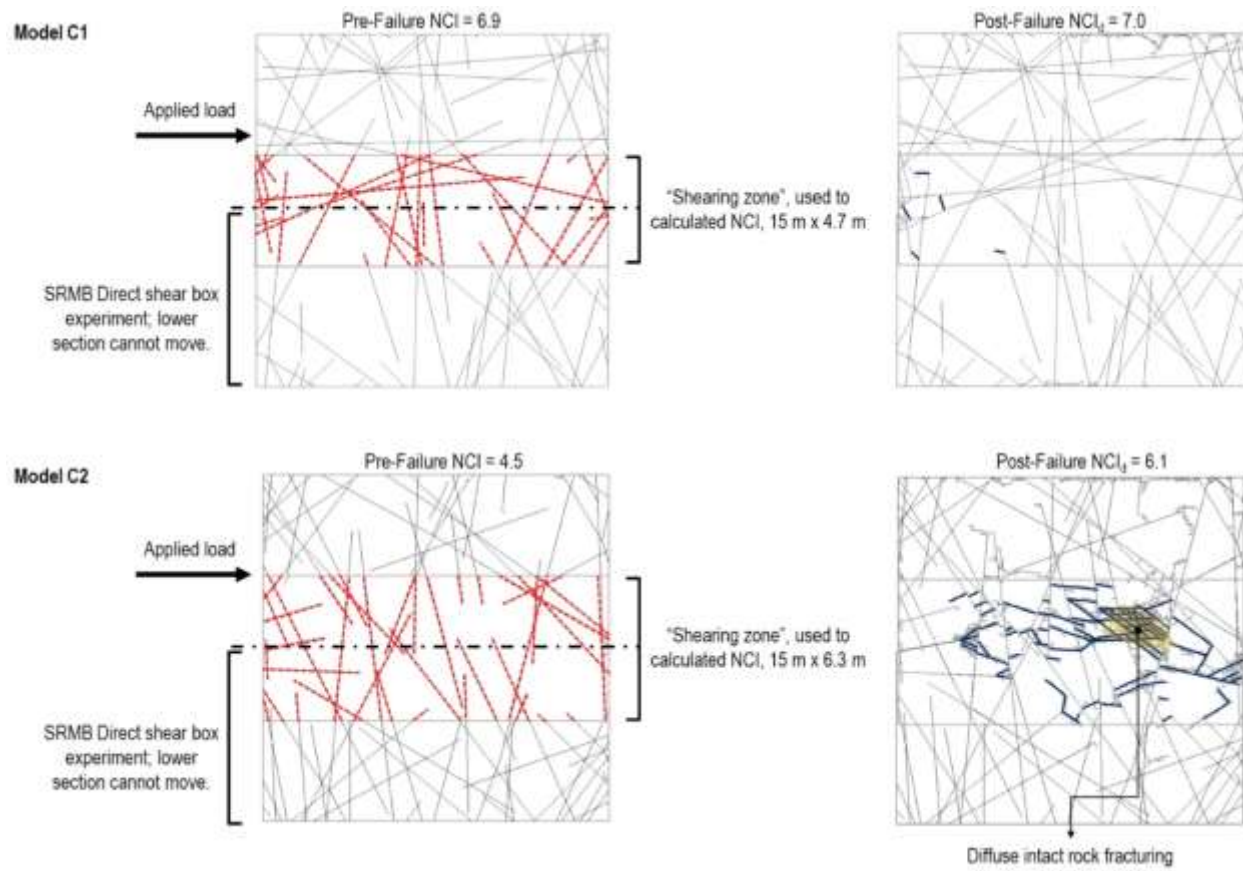 Model C1
Pre-Failure NCI = 6.9
Post-Failure NCId = 7.0
Applied load
"Shearing zone", used to
calculated NCI, 15 m x 4.7 m
SRMB Direct shear box
experiment; lower
section cannot move.
Model C2
Pre-Failure NCI = 4.5
Post-Failure NCId = 6.1
Applied load
"Shearing zone", used to
calculated NCI, 15 m x 6.3 m
SRMB Direct shear box
experiment; lower
section cannot move.
Diffuse intact rock fracturing